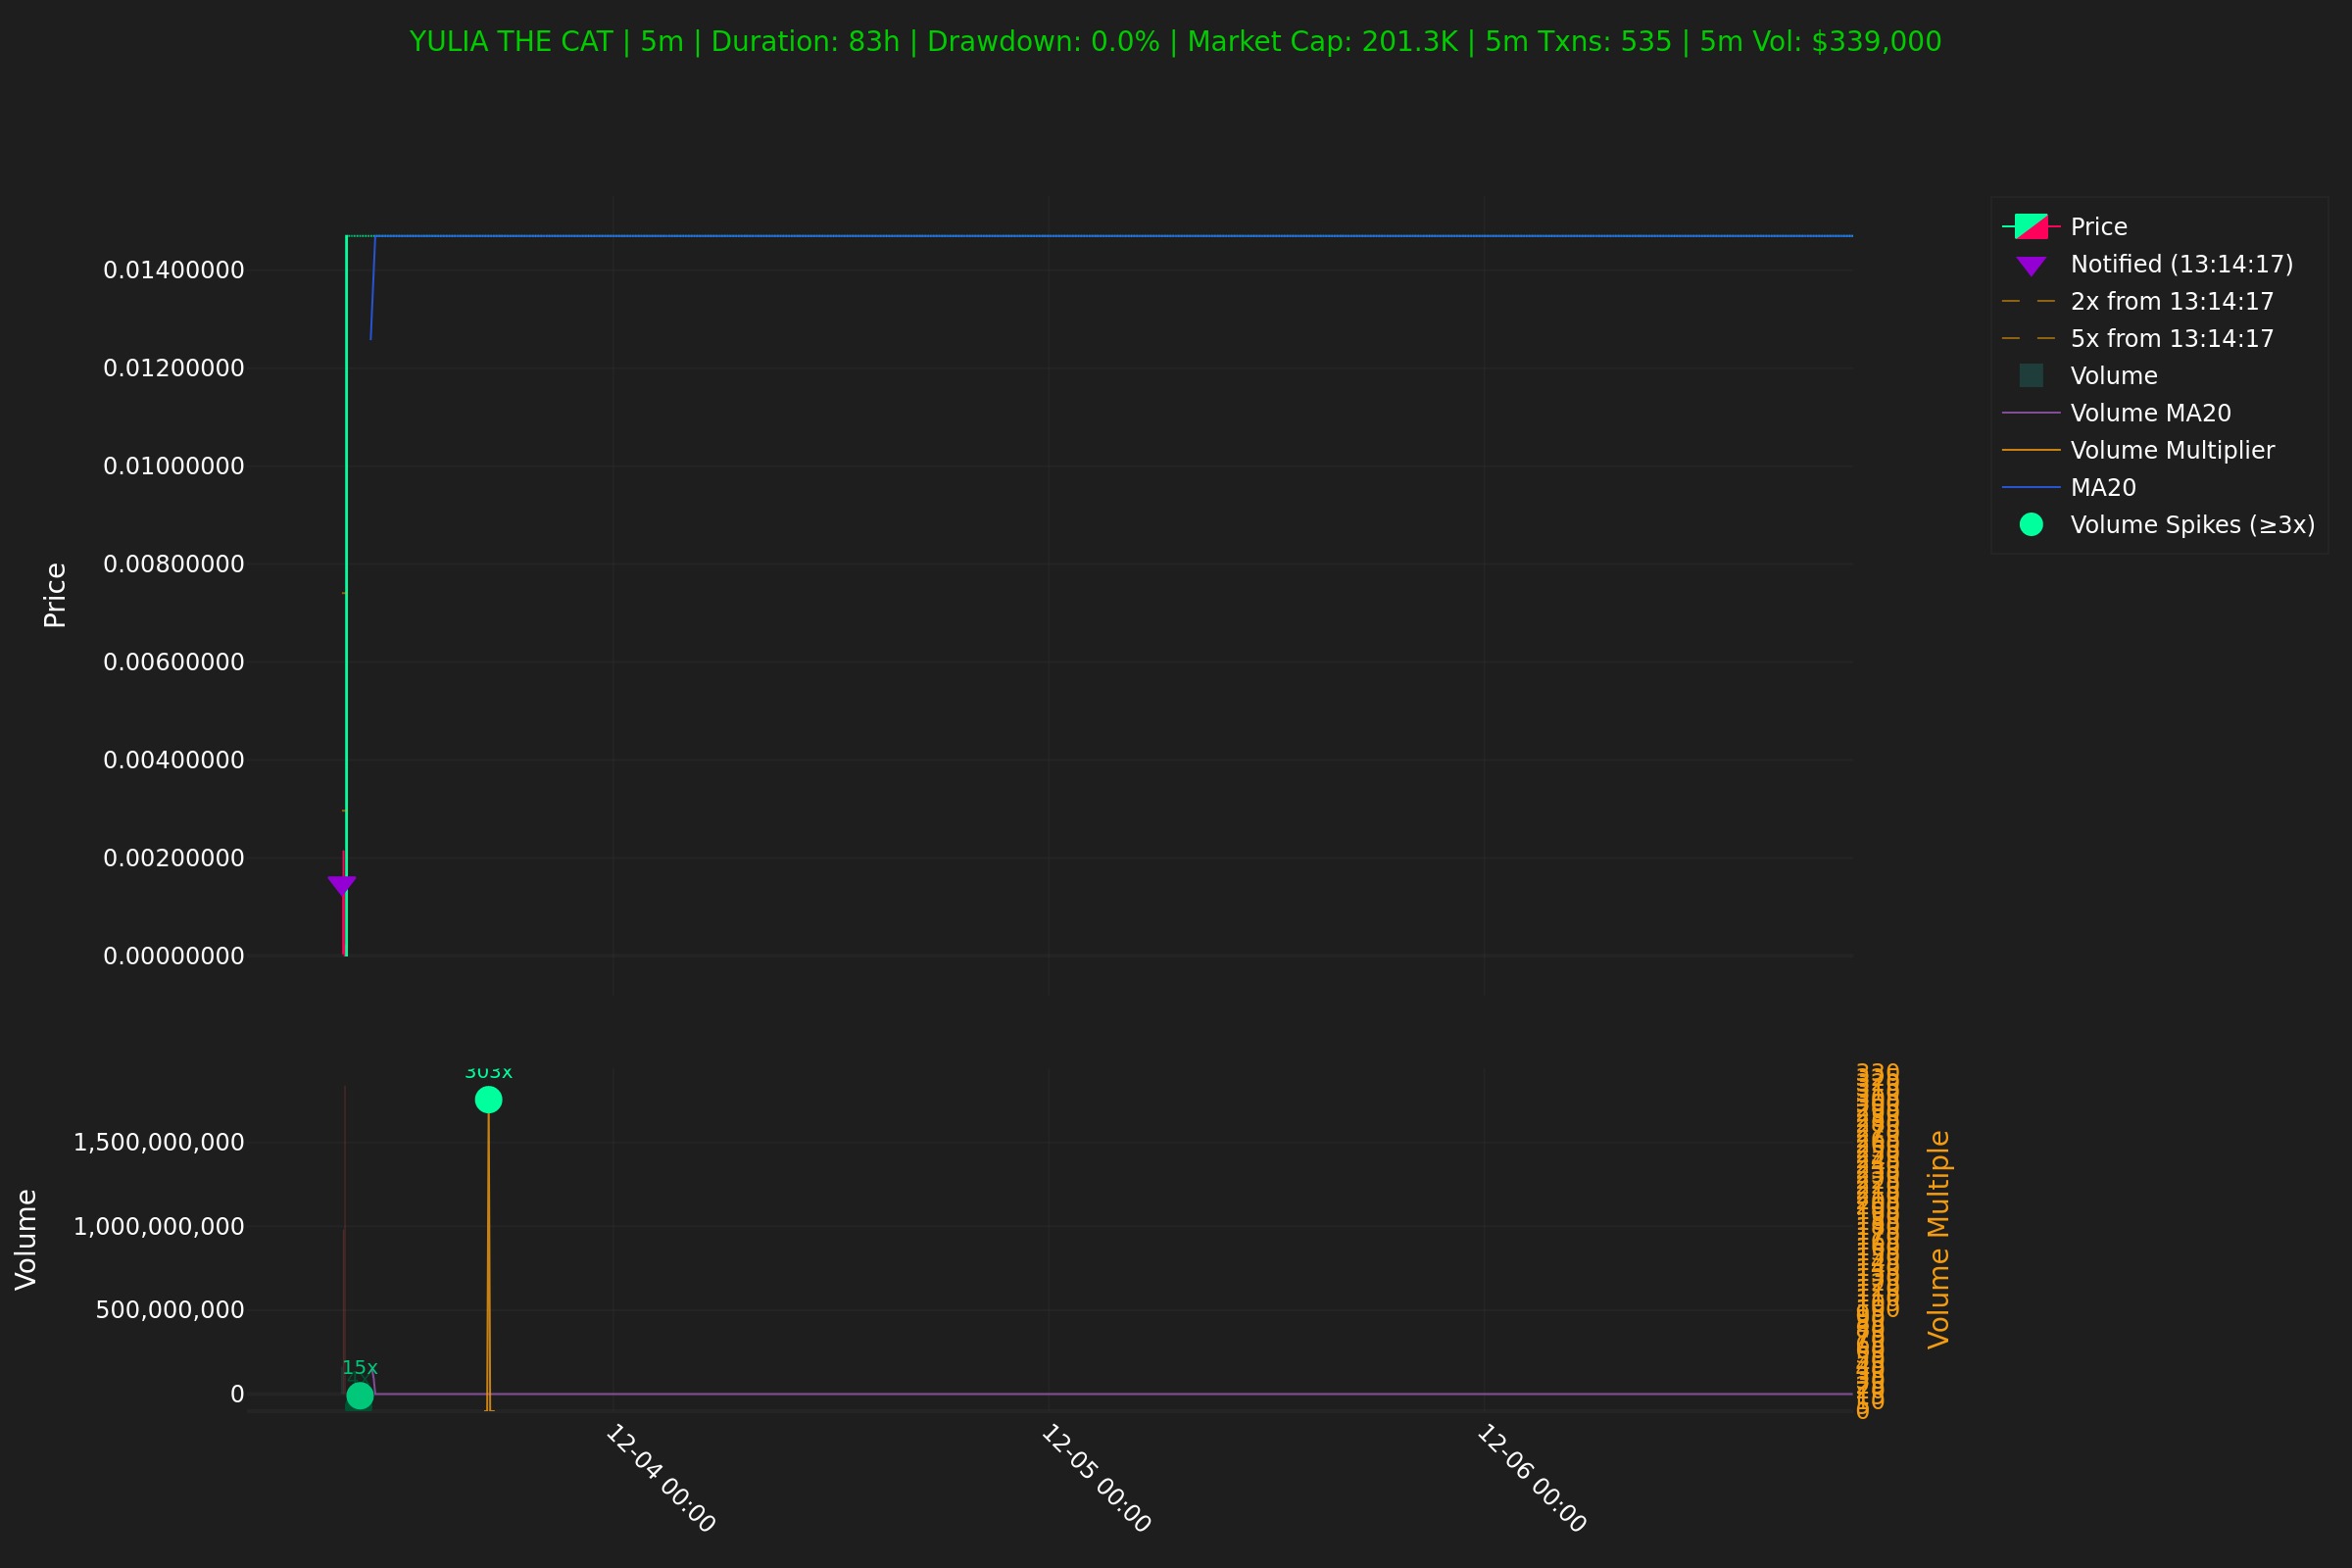 YULIA THE CAT | 5m | Duration: 83h | Drawdown: 0.0% | Market Cap: 201.3K | 5m Txns: 535 | 5m Vol: $339,000
Price
0.01400000
0.01200000
0.01000000
0.00800000
0.00600000
0.00400000
0.00200000
0.00000000
Price
Notified (13:14:17)
2x from 13:14:17
5x from 13:14:17
Volume
Volume MA20
Volume Multiplier
MA20
Volume Spikes (≥3x)
Volume
1,500,000,000
1,000,000,000
500,000,000
0
303x
15x
Volume Multiple
12-04 00:00
12-05 00:00
12-06 00:00